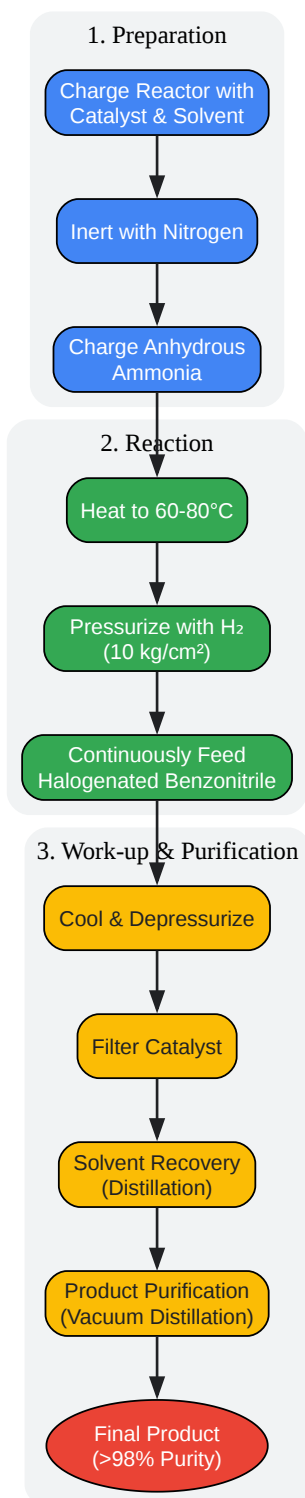 1. Preparation
Charge Reactor with
Catalyst & Solvent
Inert with Nitrogen
Charge Anhydrous
Ammonia
2. Reaction
Heat to 60-80°C
Pressurize with H₂
(10 kg/cm²)
Continuously Feed
Halogenated Benzonitrile
3. Work-up & Purification
Cool & Depressurize
Filter Catalyst
Solvent Recovery
(Distillation)
Product Purification
(Vacuum Distillation)
Final Product
(>98% Purity)